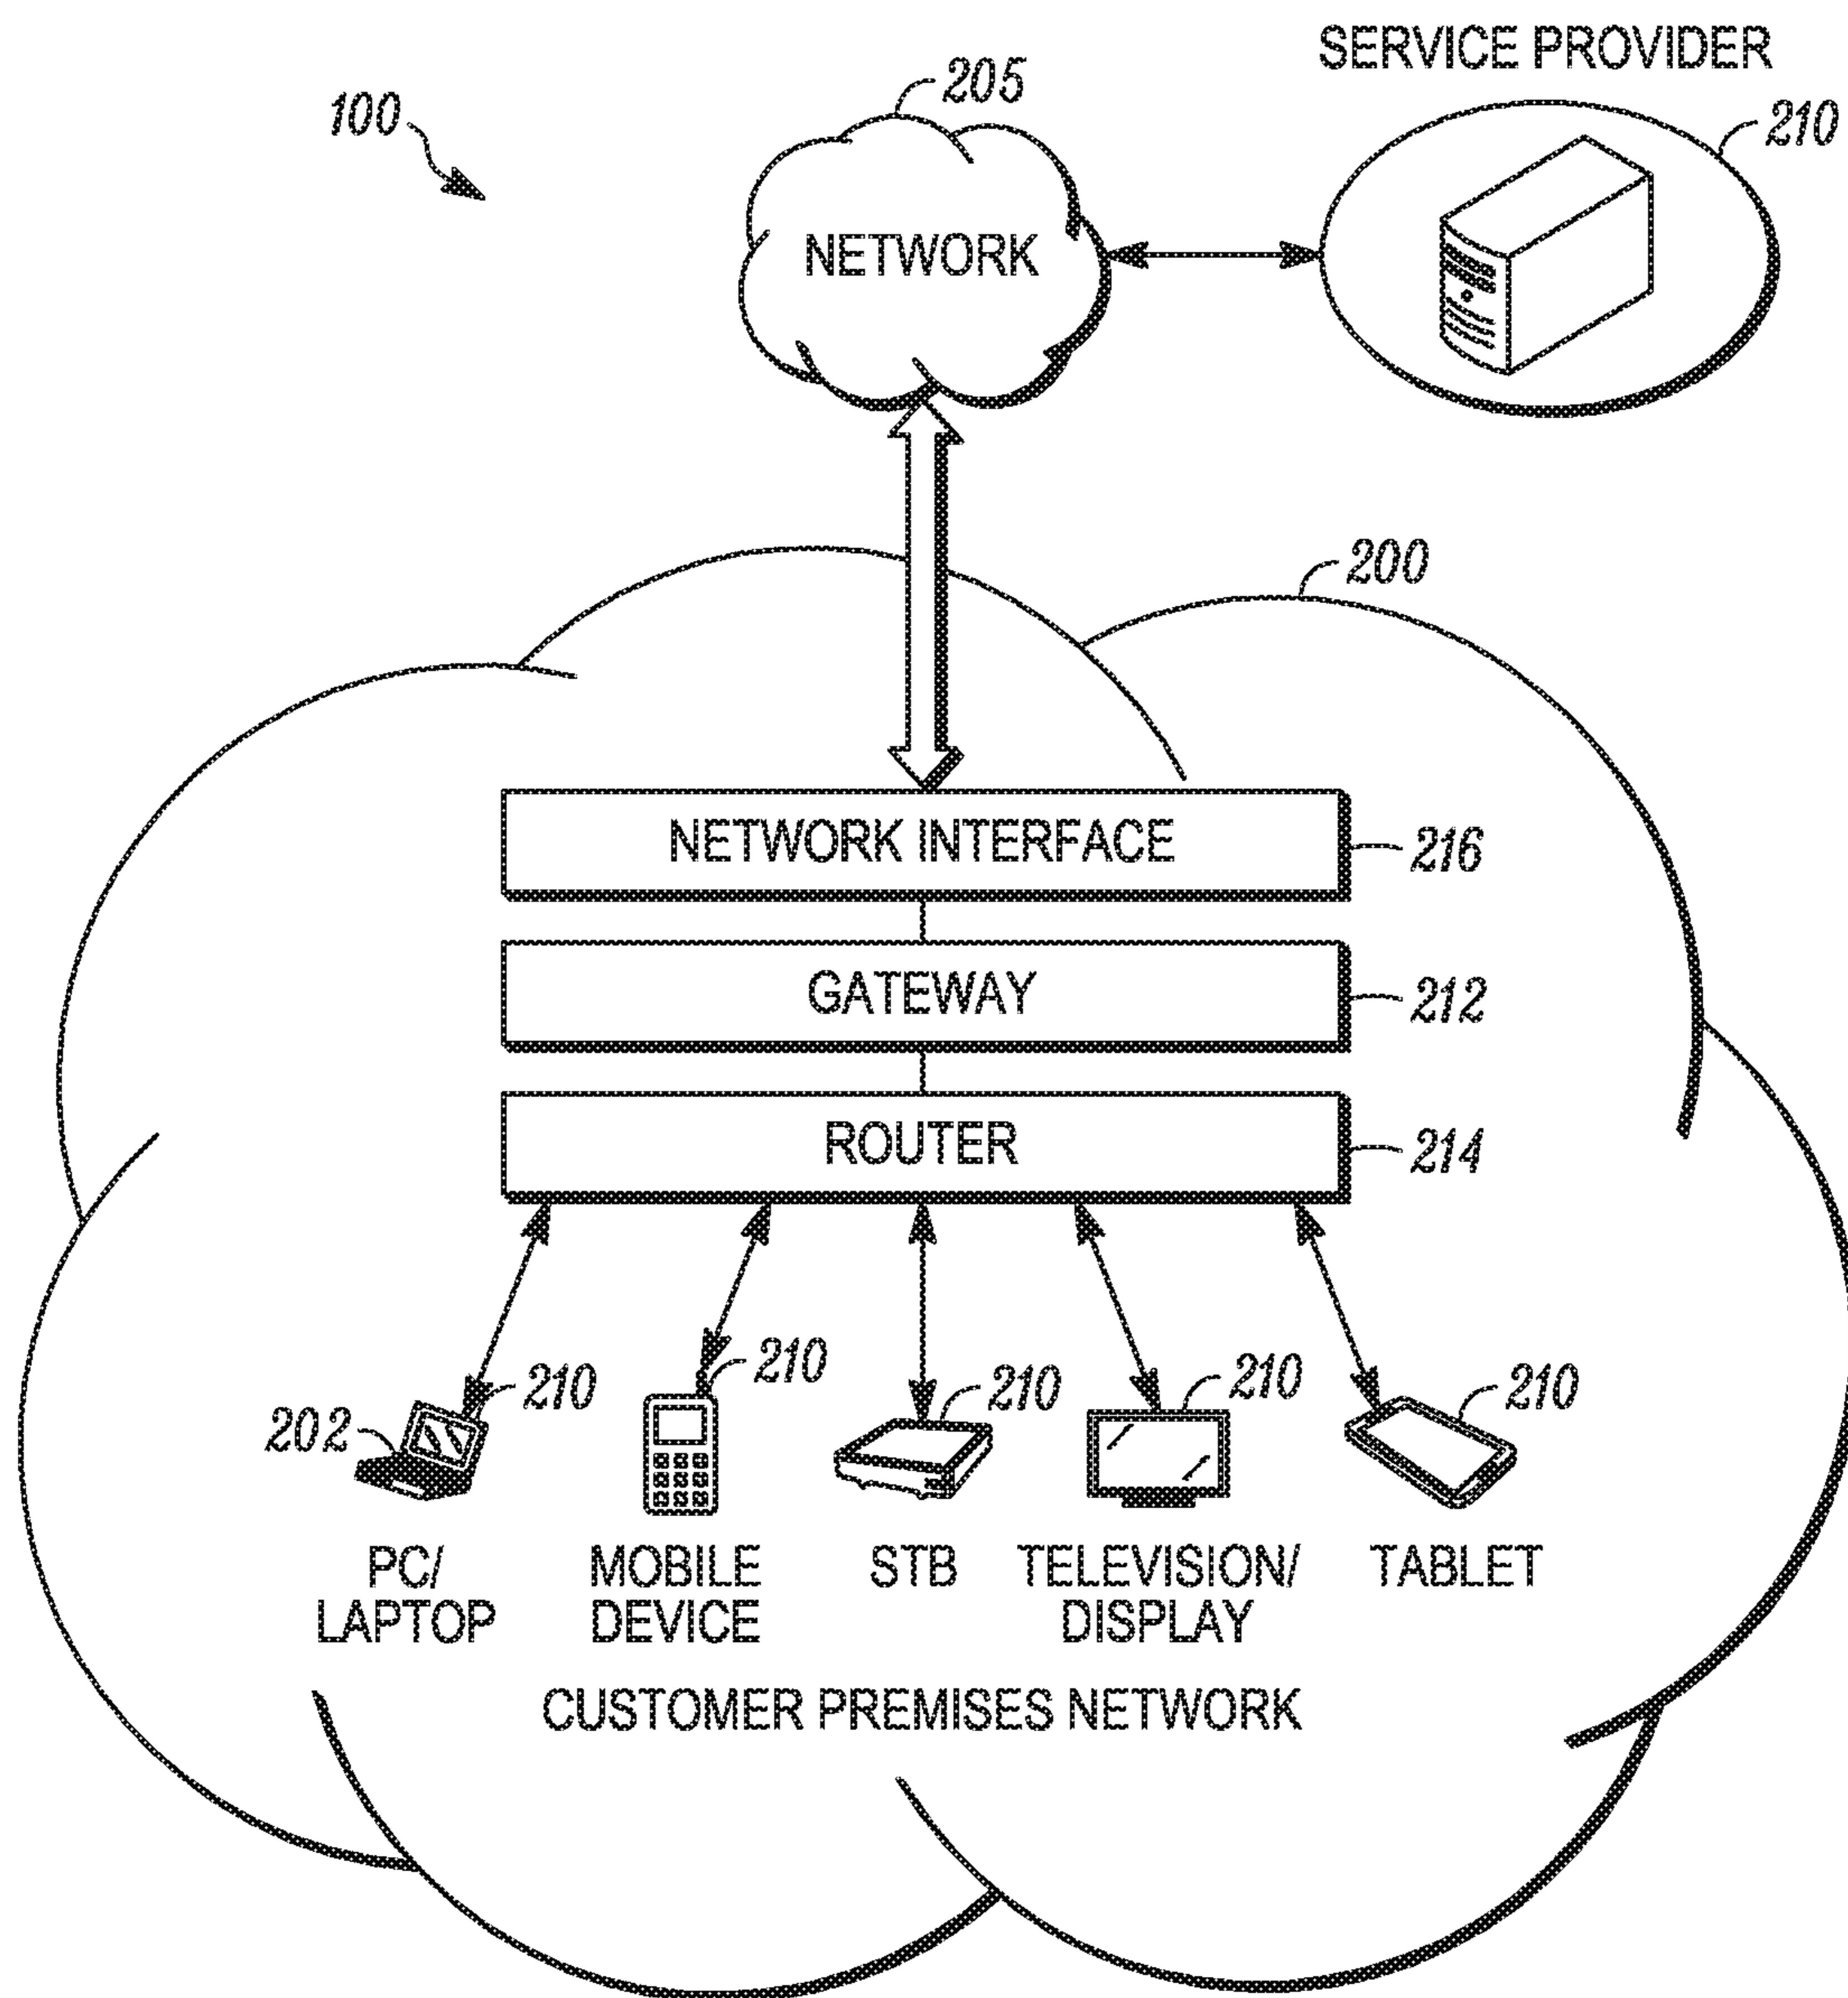 SERVICE PROVIDER
100
205
210
NETWORK
200
NETWORK INTERFACE
216
GATEWAY
212
ROUTER
214
202
210
210
210
210
210
PC/
LAPTOP
MOBILE
DEVICE
STB
TELEVISION/
DISPLAY
TABLET
CUSTOMER PREMISES NETWORK